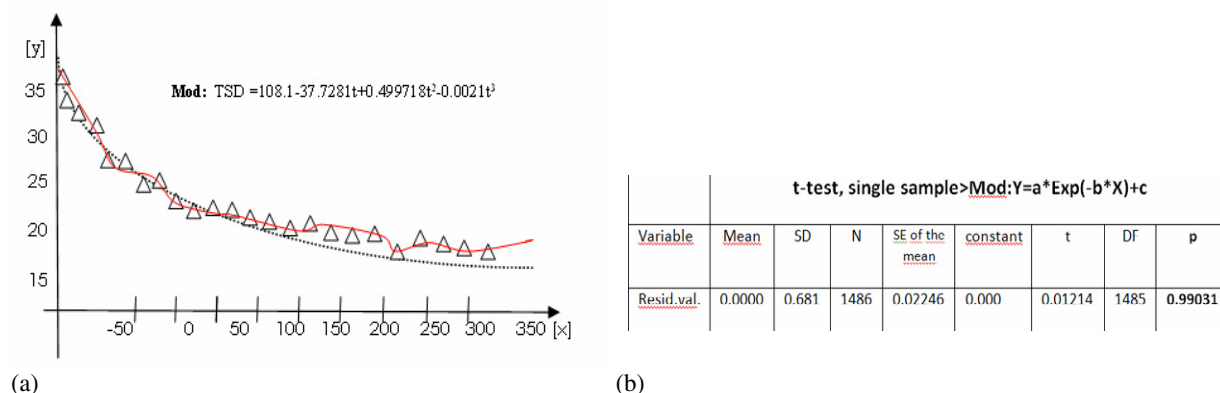 [y]
35
30
25
20
15
Mod: TSD =108.1-37.7281t+0.499718t²-0.0021t³
-50 0 50 100 150 200 250 300 350 [x]
(a)
t-test, single sample>Mod:Y=a*Exp(-b*X)+c
Variable Mean SD N SE of the mean constant t DF p
Resid.val. 0.0000 0.681 1486 0.02246 0.000 0.01214 1485 0.99031
(b)